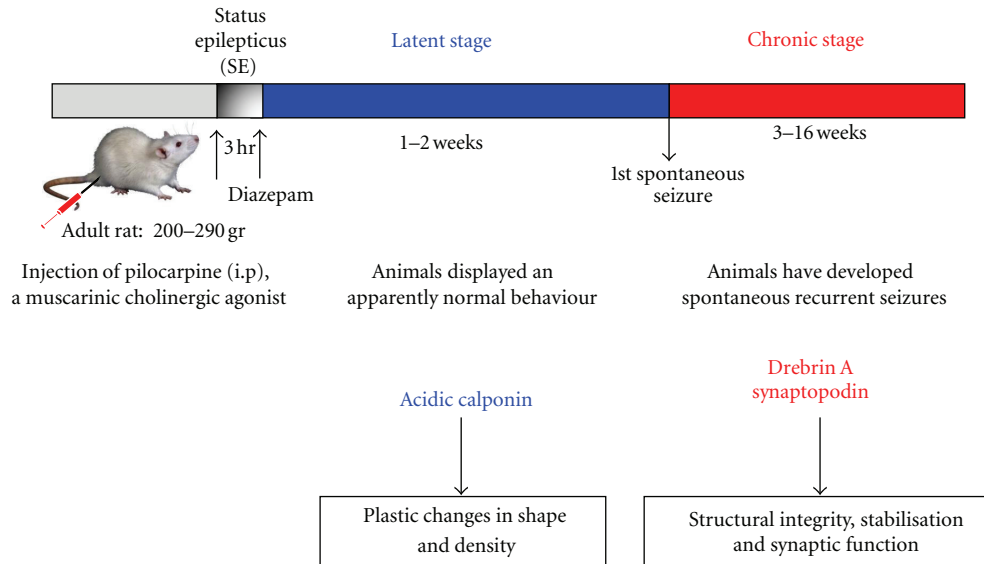 Status
epilepticus
(SE)
Latent stage
Chronic stage
3 hr
1–2 weeks
3–16 weeks
Diazepam
1st spontaneous
seizure
Adult rat: 200–290 gr
Injection of pilocarpine (i.p),
a muscarinic cholinergic agonist
Animals displayed an
apparently normal behaviour
Animals have developed
spontaneous recurrent seizures
Acidic calponin
Drebrin A
synaptopodin
Plastic changes in shape
and density
Structural integrity, stabilisation
and synaptic function